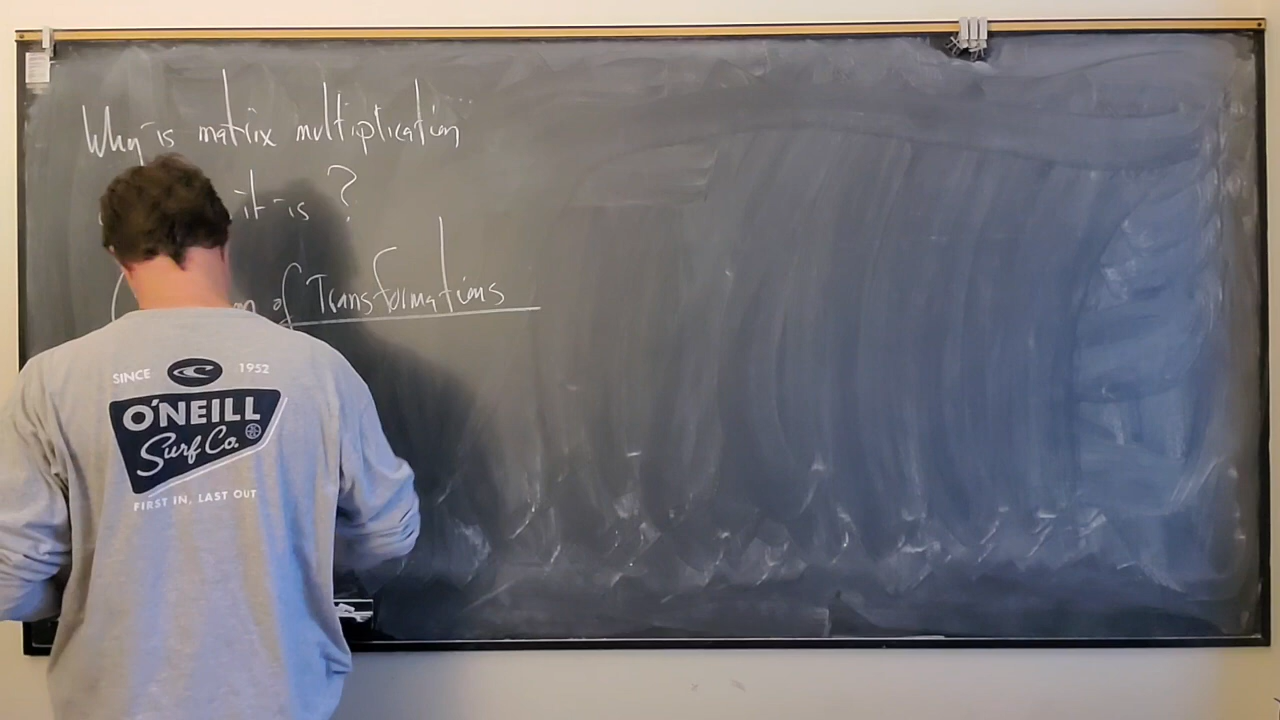 Why is matrix multiplication
it is ?
of Transformations
SINCE 1952
O'NEILL
Surf Co.
FIRST IN, LAST OUT